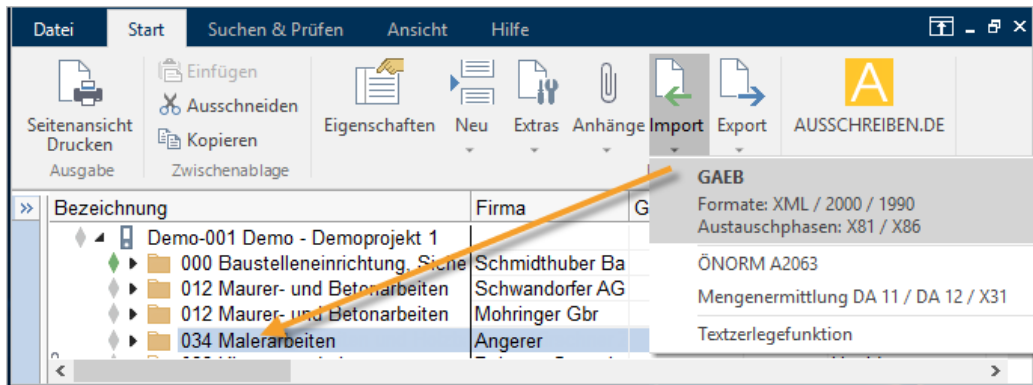 Datei Start Suchen & Prüfen Ansicht Hilfe
Einfügen
Ausschneiden
Kopieren
Seitenansicht
Drucken
Eigenschaften Neu Extras Anhänge Import Export AUSSCHREIBEN.DE
Ausgabe Zwischenablage
GAEB
Formate: XML / 2000 / 1990
Austauschphasen: X81 / X86
ÖNORM A2063
Mengenermittlung DA 11 / DA 12 / X31
Textzerlegefunktion
Bezeichnung Firma G
Demo-001 Demo - Demoprojekt 1
000 Baustelleneinrichtung, Siche Schmidthuber Ba
012 Maurer- und Betonarbeiten Schwandorfer AG
012 Maurer- und Betonarbeiten Mohringer Gbr
034 Malerarbeiten Angerer